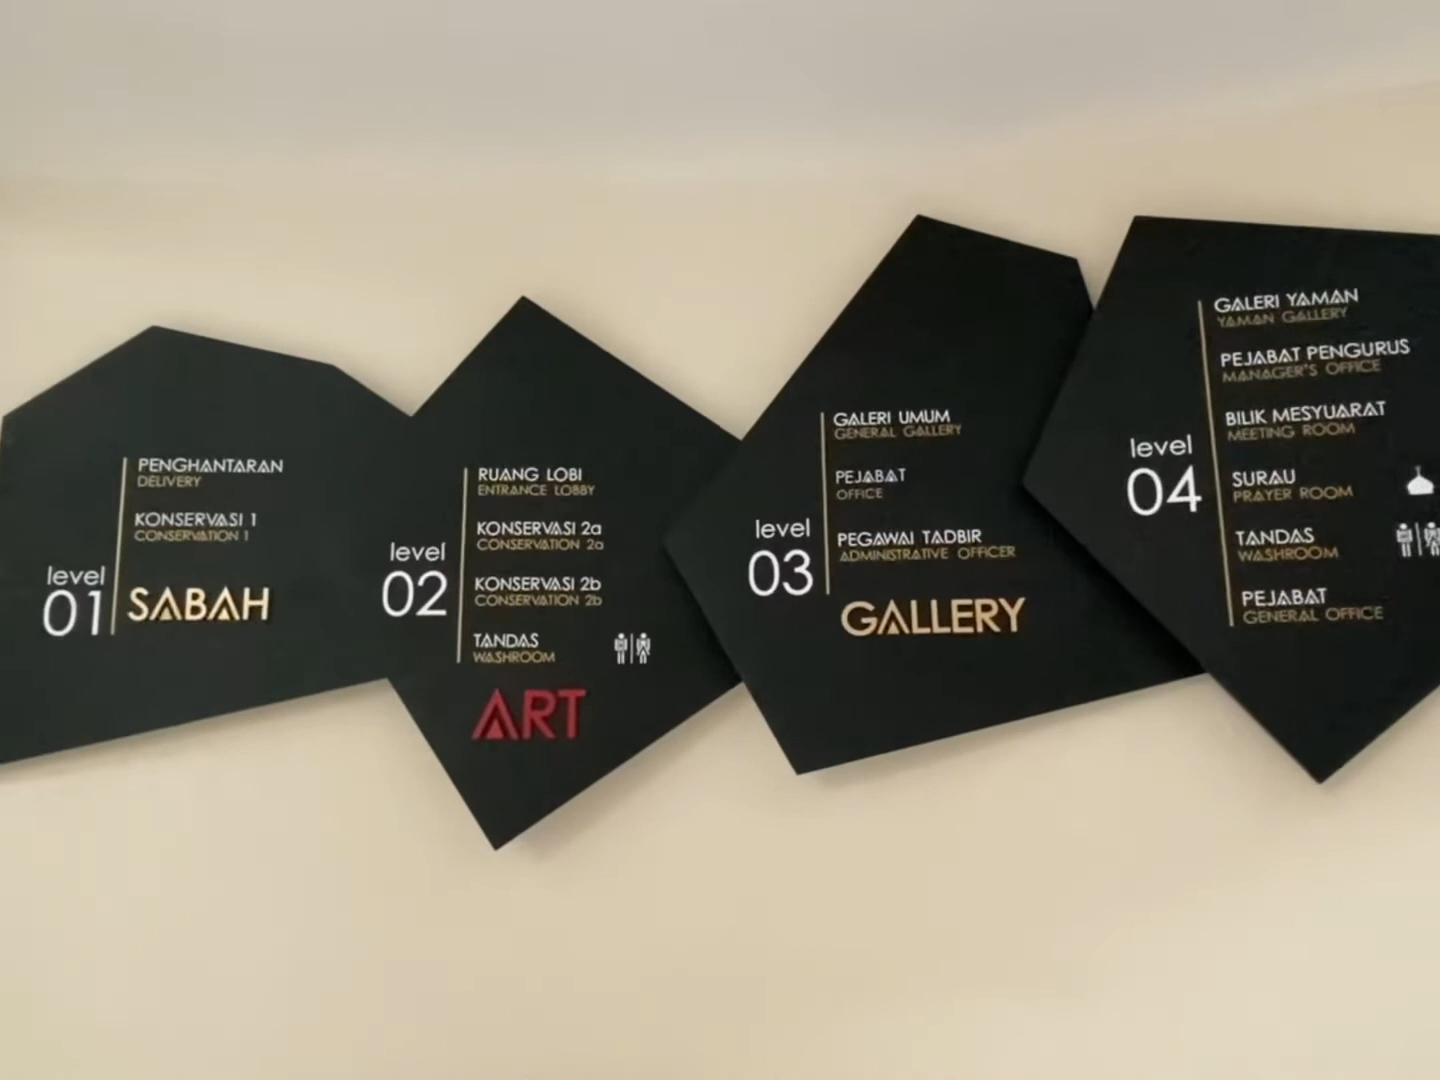 level
01
PENGHANTARAN
DELIVERY
KONSERVASI 1
CONSERVATION 1
SABAH
level
02
RUANG LOBI
ENTRANCE LOBBY
KONSERVASI 2a
CONSERVATION 2a
KONSERVASI 2b
CONSERVATION 2b
TANDAS
WASHROOM
ART
level
03
GALERI UMUM
GENERAL GALLERY
PEJABAT
OFFICE
PEGAWAI TADBIR
ADMINISTRATIVE OFFICER
GALLERY
level
04
GALERI YAMAN
YAMAN GALLERY
PEJABAT PENGURUS
MANAGER'S OFFICE
BILIK MESYUARAT
MEETING ROOM
SURAU
PRAYER ROOM
TANDAS
WASHROOM
PEJABAT
GENERAL OFFICE